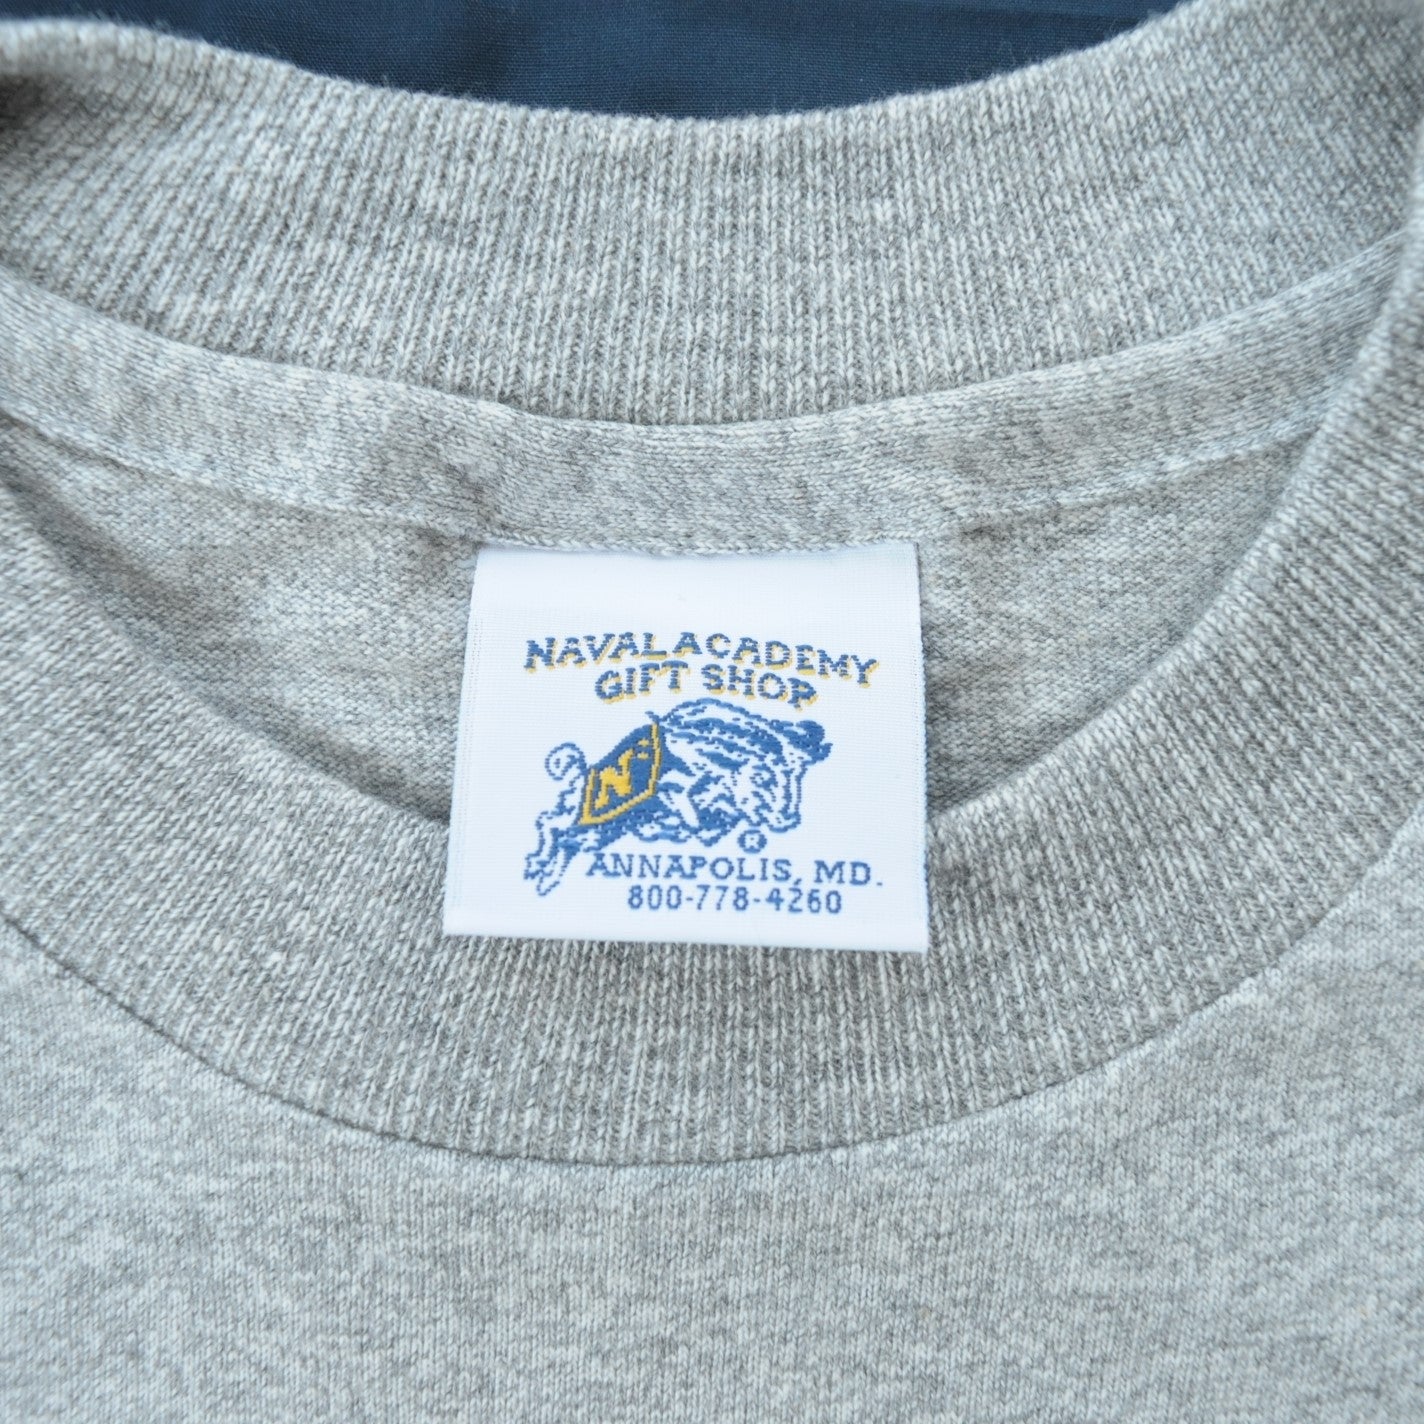 NAVAL ACADEMY
GIFT SHOP
N
®
ANNAPOLIS, MD.
800-778-4260